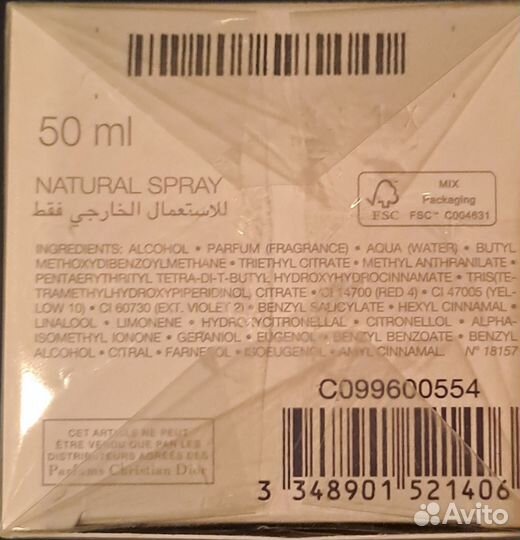 50 ml
NATURAL SPRAY
للاستعمال الخارجي فقط
MIX
Packaging
FSC
FSC™ C004631
INGREDIENTS: ALCOHOL • PARFUM (FRAGRANCE) • AQUA (WATER) • BUTYL
METHOXYDIBENZOYLMETHANE • TRIETHYL CITRATE • METHYL ANTHRANILATE •
PENTAERYTHRITYL TETRA-DI-T-BUTYL HYDROXYHYDROCINNAMATE • TRIS(TE-
TRAMETHYLHYDROXYPIPERIDINOL) CITRATE • CI 14700 (RED 4) • CI 47005 (YEL-
LOW 10) • CI 60730 (EXT. VIOLET 2) • BENZYL SALICYLATE • HEXYL CINNAMAL •
LINALOOL • LIMONENE • HYDROXYCITRONELLAL • CITRONELLOL • ALPHA-
ISOMETHYL IONONE • GERANIOL • EUGENOL • BENZYL BENZOATE • BENZYL
ALCOHOL • CITRAL • FARNESOL • ISOEUGENOL • AMYL CINNAMAL. N° 18157
C099600554
CET ARTICLE NE PEUT
ÊTRE VENDU QUE PAR LES
DISTRIBUTEURS AGRÉÉS DES
Parfums Christian Dior
3 348901 521406
Avito